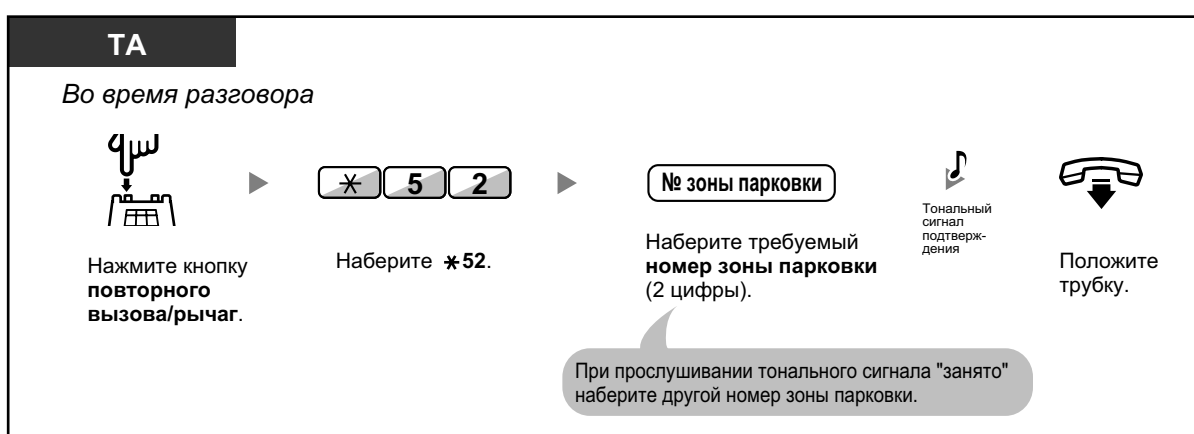 ТА
Во время разговора
Нажмите кнопку
повторного
вызова/рычаг.
* 5 2
Наберите *52.
№ зоны парковки
Наберите требуемый
номер зоны парковки
(2 цифры).
При прослушивании тонального сигнала "занято"
наберите другой номер зоны парковки.
Тональный
сигнал
подтверж-
дения
Положите
трубку.